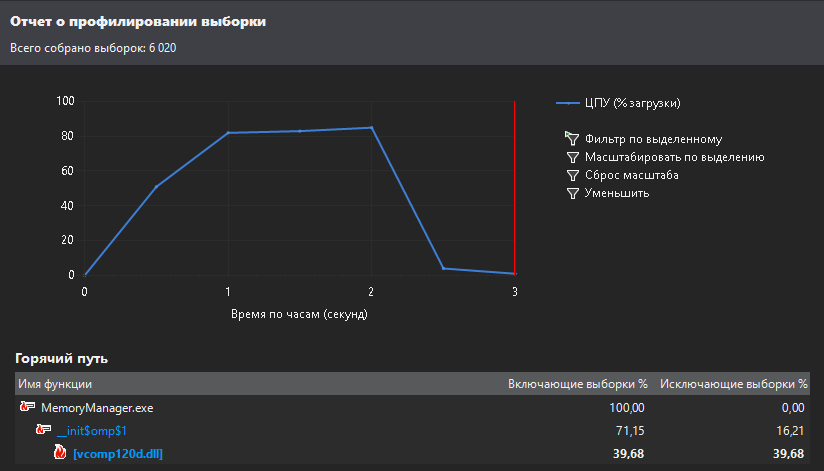 Отчет о профилировании выборки
Всего собрано выборок: 6 020
100
80
60
40
20
0
0 1 2 3
Время по часам (секунд)
ЦПУ (% загрузки)
Фильтр по выделенному
Масштабировать по выделению
Сброс масштаба
Уменьшить
Горячий путь
Имя функции Включающие выборки % Исключающие выборки %
MemoryManager.exe 100,00 0,00
__init$omp$1 71,15 16,21
[vcomp120d.dll] 39,68 39,68